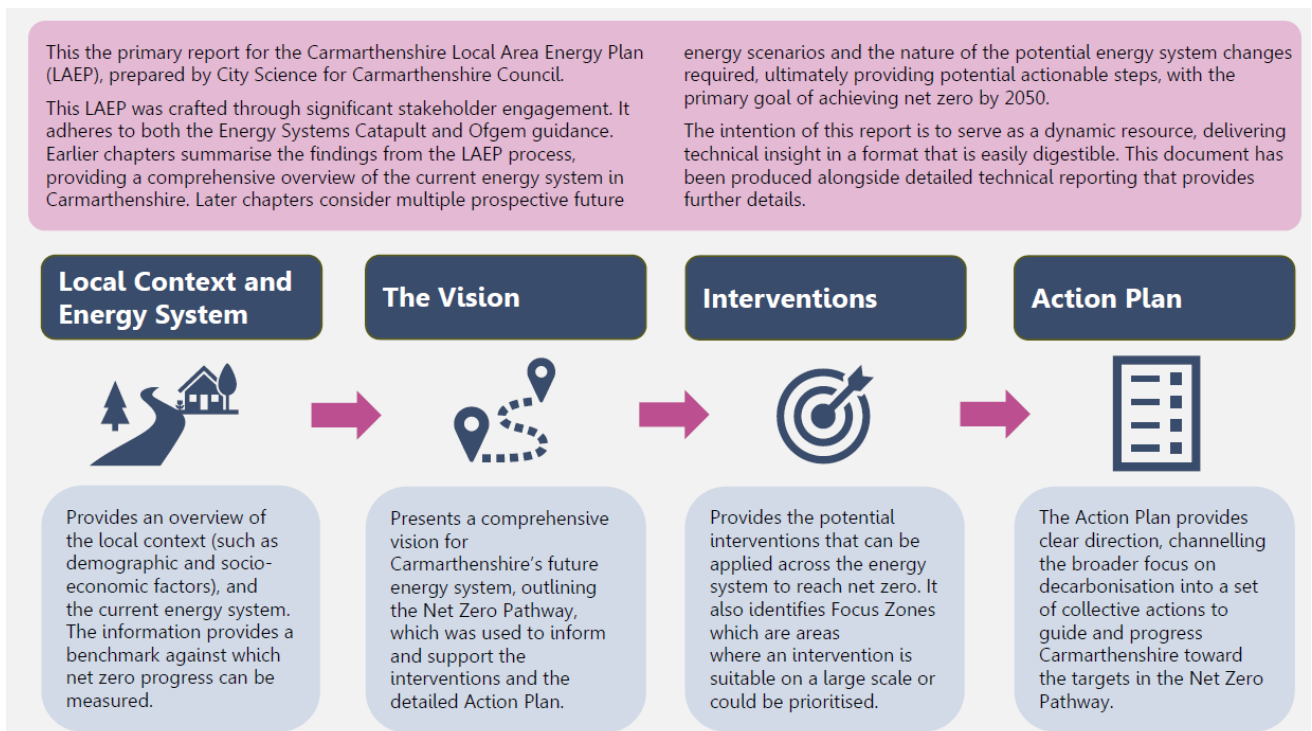 This the primary report for the Carmarthenshire Local Area Energy Plan
(LAEP), prepared by City Science for Carmarthenshire Council.
This LAEP was crafted through significant stakeholder engagement. It
adheres to both the Energy Systems Catapult and Ofgem guidance.
Earlier chapters summarise the findings from the LAEP process,
providing a comprehensive overview of the current energy system in
Carmarthenshire. Later chapters consider multiple prospective future
energy scenarios and the nature of the potential energy system changes
required, ultimately providing potential actionable steps, with the
primary goal of achieving net zero by 2050.
The intention of this report is to serve as a dynamic resource, delivering
technical insight in a format that is easily digestible. This document has
been produced alongside detailed technical reporting that provides
further details.
Local Context and
Energy System
Provides an overview of
the local context (such as
demographic and socio-
economic factors), and
the current energy system.
The information provides a
benchmark against which
net zero progress can be
measured.
The Vision
Presents a comprehensive
vision for
Carmarthenshire's future
energy system, outlining
the Net Zero Pathway,
which was used to inform
and support the
interventions and the
detailed Action Plan.
Interventions
Provides the potential
interventions that can be
applied across the energy
system to reach net zero. It
also identifies Focus Zones
which are areas
where an intervention is
suitable on a large scale or
could be prioritised.
Action Plan
The Action Plan provides
clear direction, channelling
the broader focus on
decarbonisation into a set
of collective actions to
guide and progress
Carmarthenshire toward
the targets in the Net Zero
Pathway.